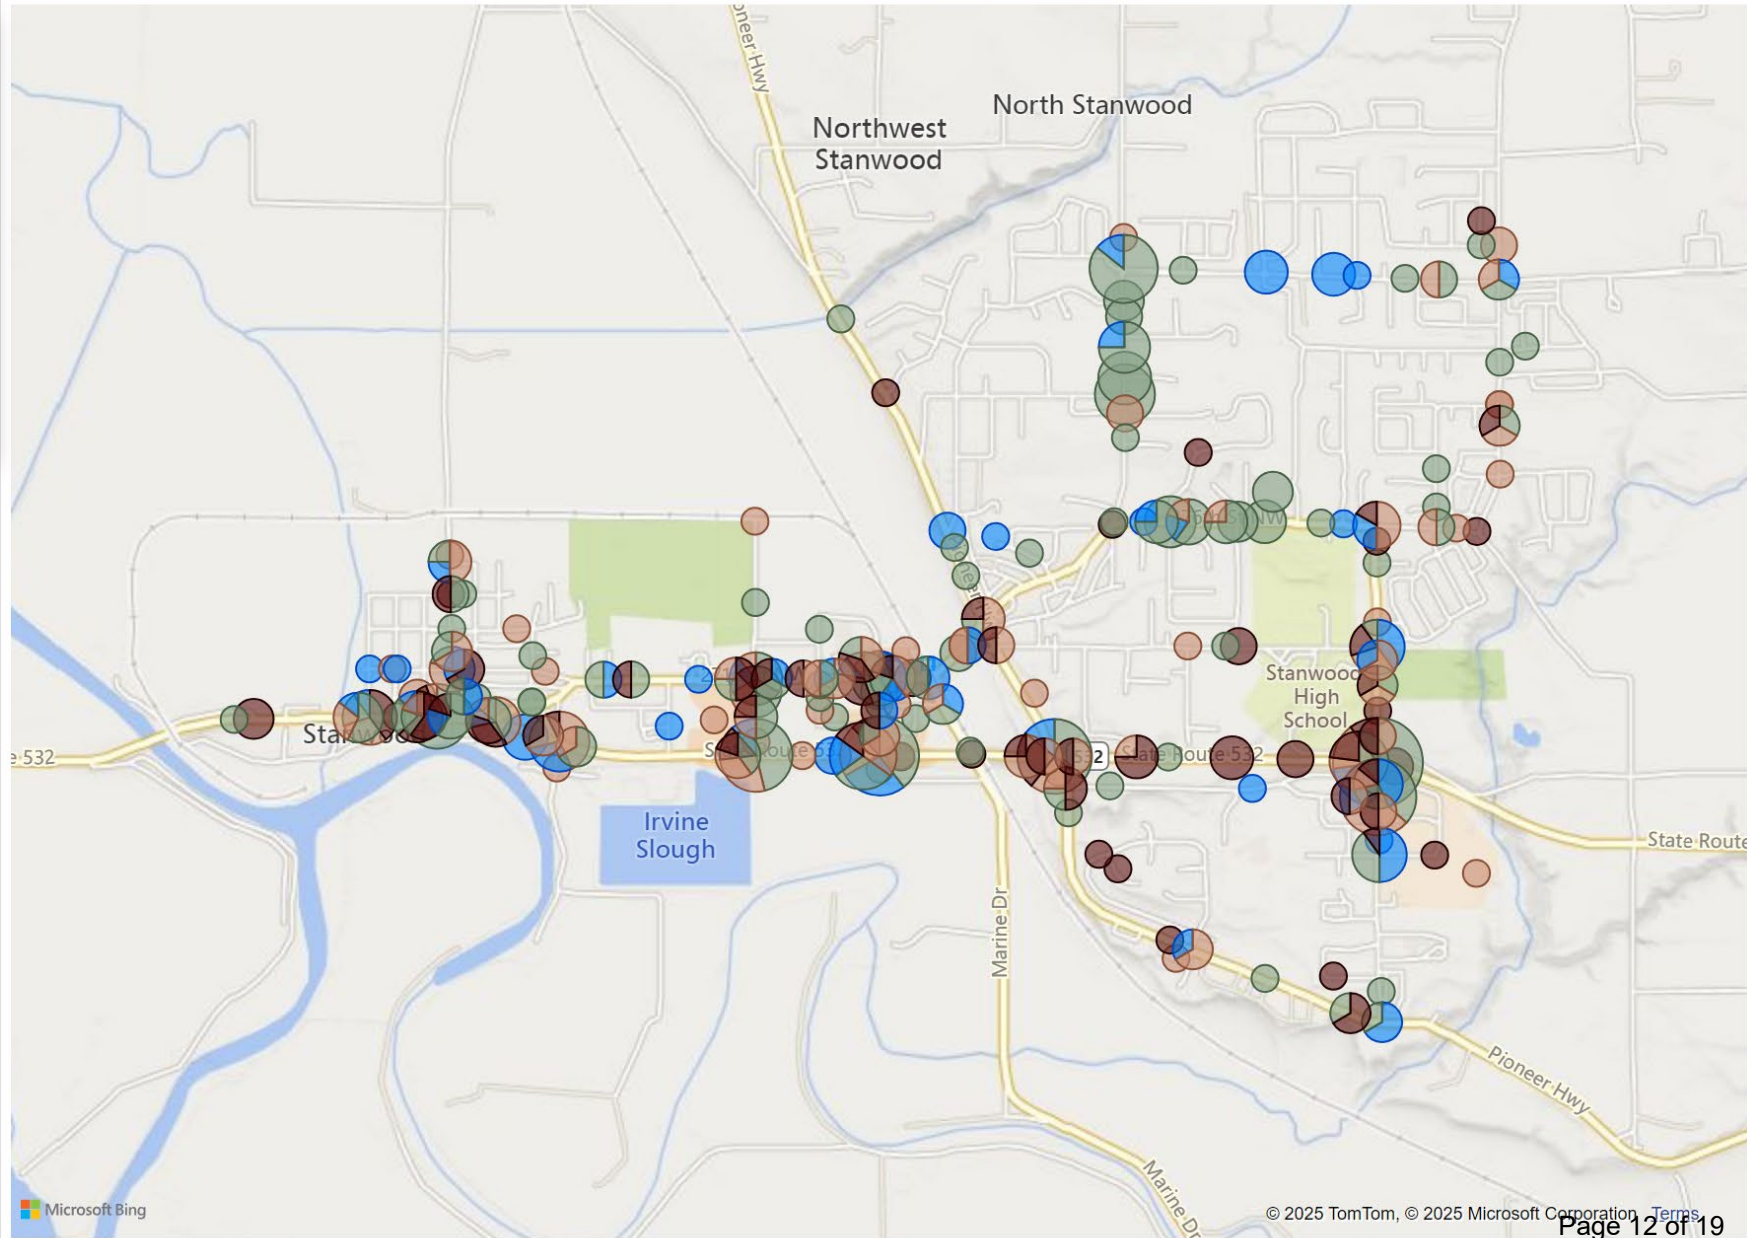 oneer Hwy
North Stanwood
Northwest
Stanwood
Stanwood
High
School
e 532
State Route 532
State Route
Irvine
Slough
Marine Dr
Pioneer Hwy
Marine Dr
Microsoft Bing
© 2025 TomTom, © 2025 Microsoft Corporation Terms
Page 12 of 19